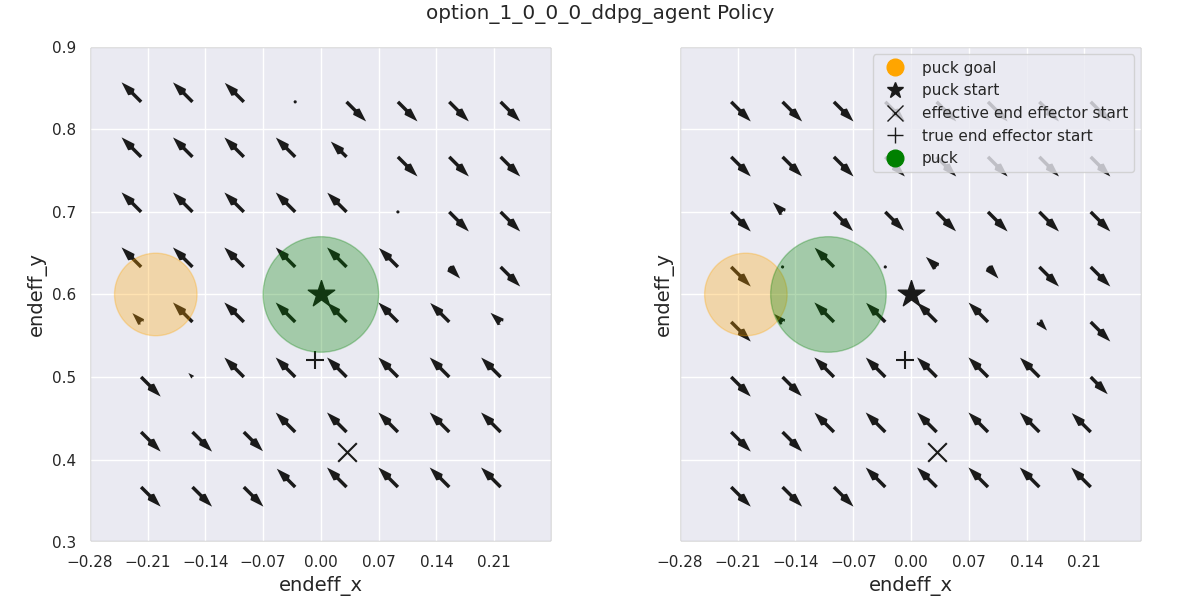 option_1_0_0_0_ddpg_agent Policy
endeff_y
0.9
0.8
0.7
0.6
0.5
0.4
0.3
−0.28 −0.21 −0.14 −0.07 0.00 0.07 0.14 0.21
endeff_x
puck goal
puck start
effective end effector start
true end effector start
puck
endeff_y
−0.28 −0.21 −0.14 −0.07 0.00 0.07 0.14 0.21
endeff_x